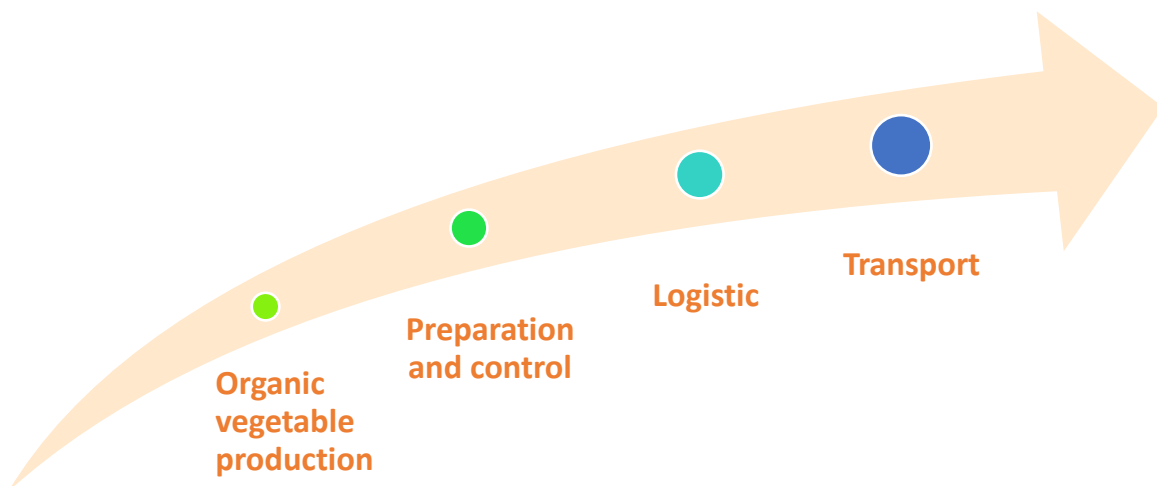 Organic
vegetable
production
Preparation
and control
Logistic
Transport